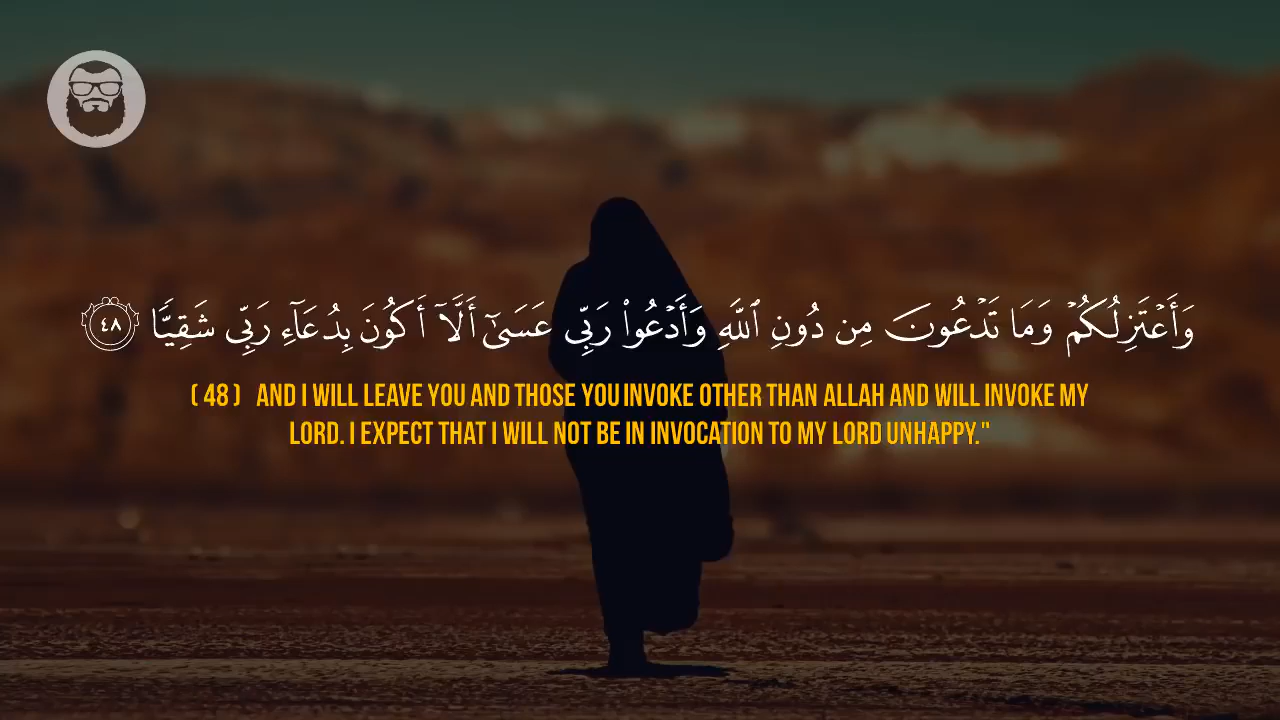 وَأَعْتَزِلُكُمْ وَمَا تَدْعُونَ مِن دُونِ ٱللَّهِ وَأَدْعُوا۟ رَبِّى عَسَىٰٓ أَلَّآ أَكُونَ بِدُعَآءِ رَبِّى شَقِيًّا ٤٨
( 48 ) AND I WILL LEAVE YOU AND THOSE YOU INVOKE OTHER THAN ALLAH AND WILL INVOKE MY
LORD. I EXPECT THAT I WILL NOT BE IN INVOCATION TO MY LORD UNHAPPY."